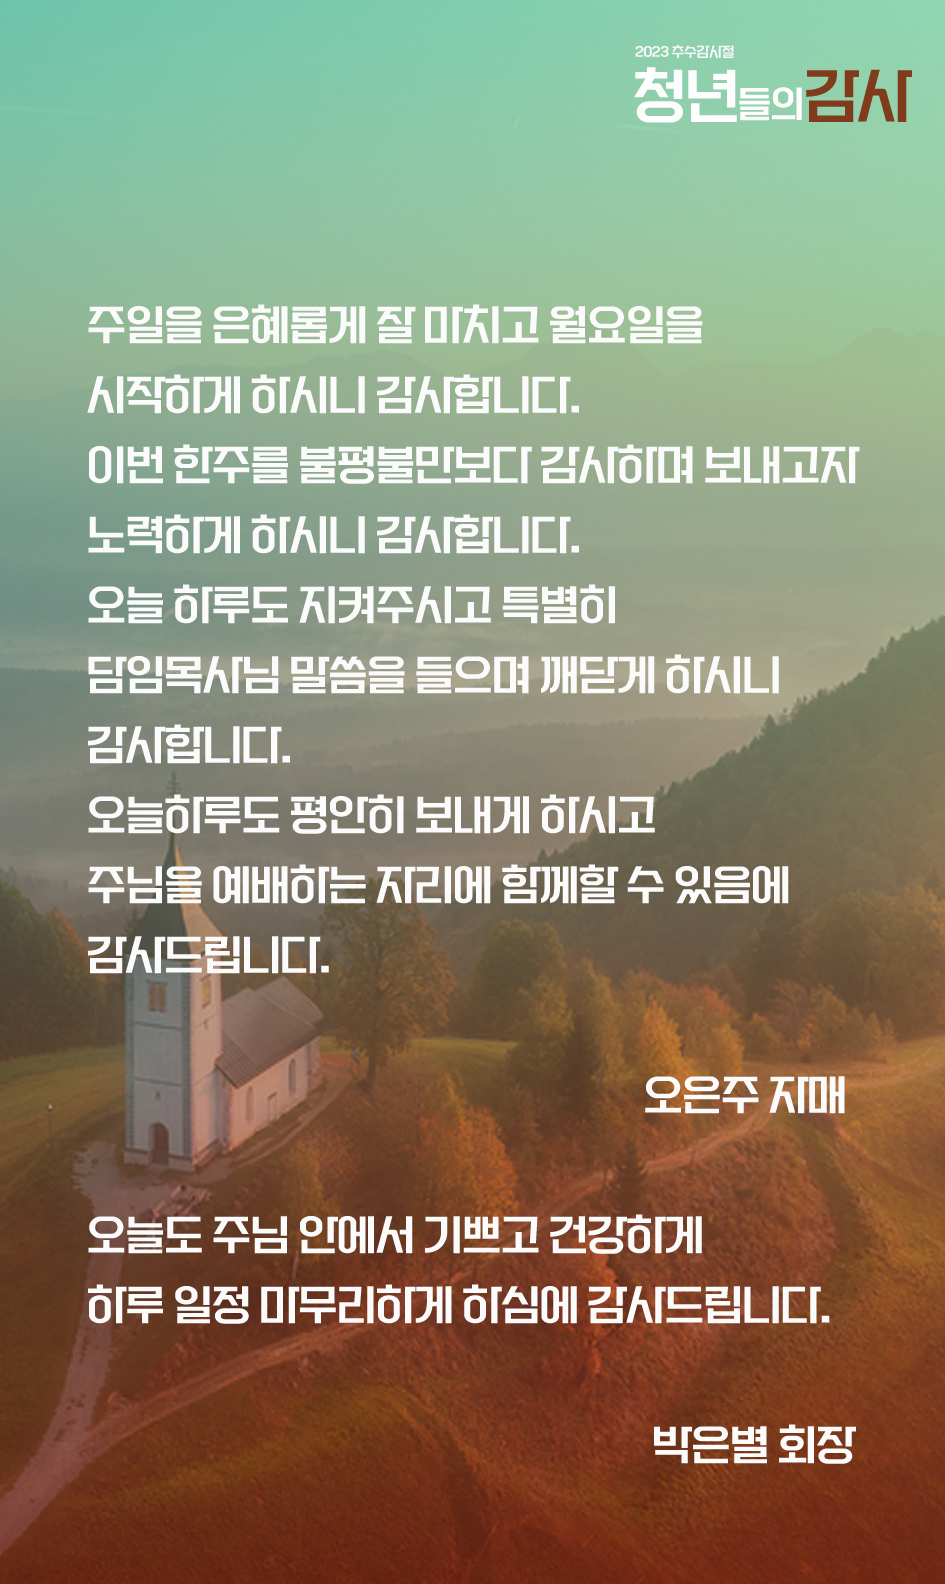 2023 추수감사절
청년들의감사
주일을 은혜롭게 잘 마치고 월요일을
시작하게 하시니 감사합니다.
이번 한주를 불평불만보다 감사하며 보내고자
노력하게 하시니 감사합니다.
오늘 하루도 지켜주시고 특별히
담임목사님 말씀을 들으며 깨닫게 하시니
감사합니다.
오늘하루도 평안히 보내게 하시고
주님을 예배하는 자리에 함께할 수 있음에
감사드립니다.
오은주 자매
오늘도 주님 안에서 기쁘고 건강하게
하루 일정 마무리하게 하심에 감사드립니다.
박은별 회장